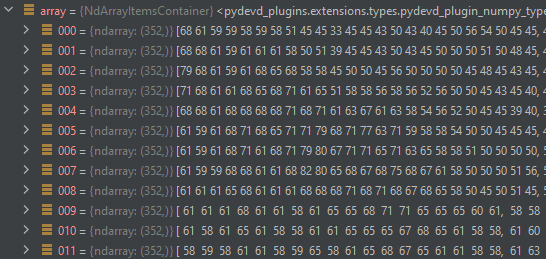 array = {NdArrayItemsContainer} <pydevd_plugins.extensions.types.pydevd_plugin_numpy_type
000 = {ndarray: (352,)} [68 61 59 59 58 59 58 51 45 45 33 45 45 43 50 43 40 45 50 56 54 50 45 45, 4
001 = {ndarray: (352,)} [68 61 68 61 59 61 61 61 58 50 51 39 45 45 43 45 43 50 50 50 51 50 48 45, 4
002 = {ndarray: (352,)} [79 68 61 59 61 68 65 68 58 58 45 50 50 45 56 50 50 50 50 45 48 45 43 45, 4
003 = {ndarray: (352,)} [71 68 61 61 68 65 68 71 61 65 51 58 58 56 58 56 52 56 50 50 45 43 45 40, 4
004 = {ndarray: (352,)} [68 68 61 68 68 68 68 71 68 71 61 63 67 61 63 58 54 56 52 50 45 45 39 40, 3
005 = {ndarray: (352,)} [61 59 61 68 71 68 65 71 71 79 68 71 77 63 71 59 58 58 54 50 50 45 45 45, 4
006 = {ndarray: (352,)} [61 59 61 68 71 61 68 71 79 80 67 71 71 65 71 63 65 58 58 51 50 50 50 50, 5
007 = {ndarray: (352,)} [61 59 59 68 68 61 61 68 82 80 65 68 67 68 75 68 67 61 58 50 50 50 51 56, 5
008 = {ndarray: (352,)} [61 61 61 65 68 61 61 61 68 68 68 71 68 71 68 67 68 65 58 50 45 50 51 45, 5
009 = {ndarray: (352,)} [ 61 61 61 68 61 61 58 61 65 65 68 71 71 65 65 65 60 61, 58 58
010 = {ndarray: (352,)} [ 61 61 65 61 58 61 58 61 61 65 65 65 67 68 65 61 58 58, 61 60
011 = {ndarray: (352,)} [ 58 59 58 61 61 58 59 65 58 61 65 68 67 65 61 61 58 58, 61 63